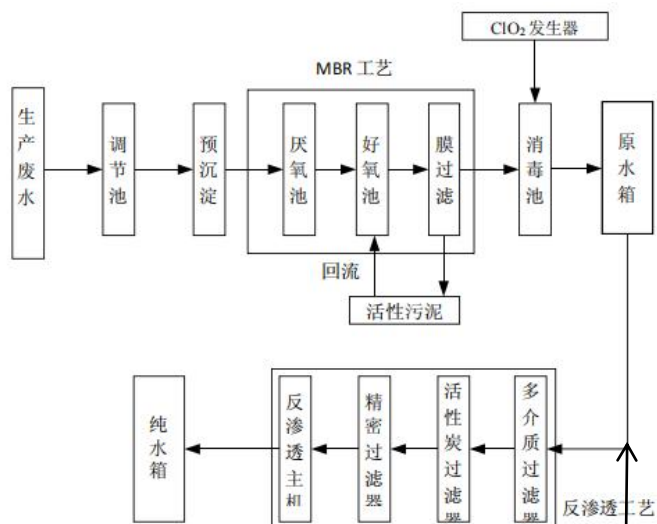 ClO₂ 发生器
MBR 工艺
生产废水
调节池
预沉淀
厌氧池
好氧池
膜过滤
消毒池
原水箱
回流
活性污泥
纯水箱
反渗透主机
精密过滤器
活性炭过滤器
多介质过滤器
反渗透工艺